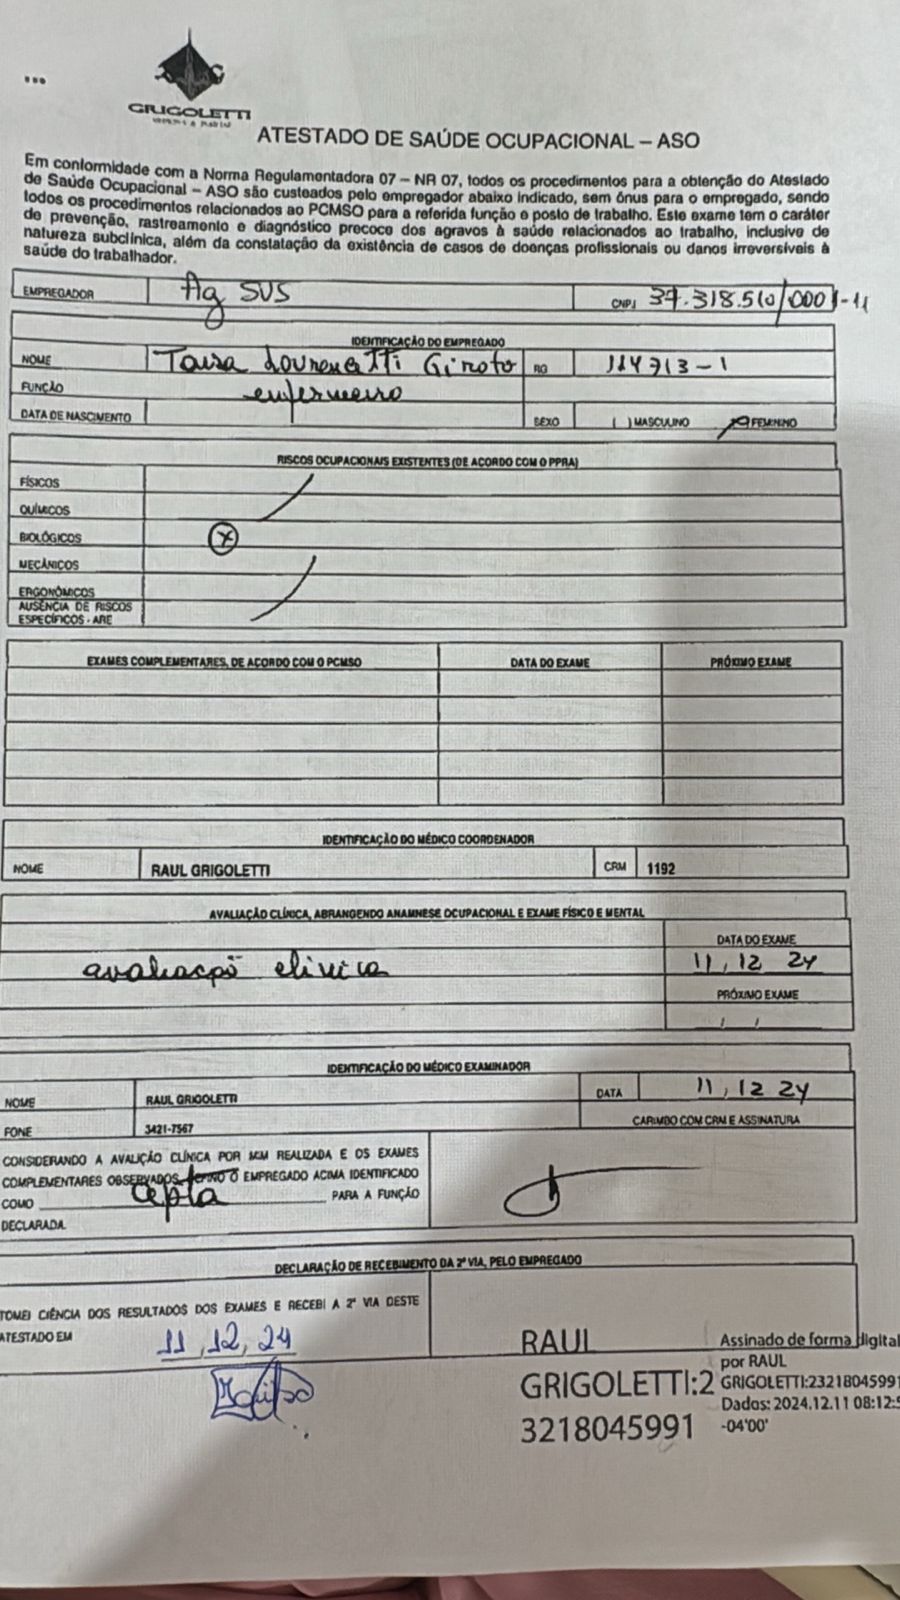 GRIGOLETTI
ATESTADO DE SAÚDE OCUPACIONAL – ASO
Em conformidade com a Norma Regulamentadora 07 – NR 07, todos os procedimentos para a obtenção do Atestado
de Saúde Ocupacional – ASO são custeados pelo empregador abaixo indicado, sem ônus para o empregado, sendo
todos os procedimentos relacionados ao PCMSO para a referida função e posto de trabalho. Este exame tem o caráter
de prevenção, rastreamento e diagnóstico precoce dos agravos à saúde relacionados ao trabalho, inclusive de
natureza subclínica, além da constatação da existência de casos de doenças profissionais ou danos irreversíveis à
saúde do trabalhador.
EMPREGADOR Ag SUS CNPJ 37.318.510/0001-11
IDENTIFICAÇÃO DO EMPREGADO
NOME Giroto RG 114713-1
FUNÇÃO enfermeiro
DATA DE NASCIMENTO SEXO ( ) MASCULINO FEMININO
RISCOS OCUPACIONAIS EXISTENTES (DE ACORDO COM O PPRA)
FÍSICOS
QUÍMICOS
BIOLÓGICOS X
MECÂNICOS
ERGONÔMICOS
AUSÊNCIA DE RISCOS
ESPECÍFICOS - ARE
EXAMES COMPLEMENTARES, DE ACORDO COM O PCMSO DATA DO EXAME PRÓXIMO EXAME
IDENTIFICAÇÃO DO MÉDICO COORDENADOR
NOME RAUL GRIGOLETTI CRM 1192
AVALIAÇÃO CLÍNICA, ABRANGENDO ANAMNESE OCUPACIONAL E EXAME FÍSICO E MENTAL
DATA DO EXAME
avaliação clinica 11, 12 24
PRÓXIMO EXAME
IDENTIFICAÇÃO DO MÉDICO EXAMINADOR
NOME RAUL GRIGOLETTI DATA 11, 12 24
FONE 3421-7567 CARIMBO COM CRM E ASSINATURA
CONSIDERANDO A AVALIÇÃO CLÍNICA POR MIM REALIZADA E OS EXAMES
COMPLEMENTARES OBSERVADOS, O EMPREGADO ACIMA IDENTIFICADO
COMO apta PARA A FUNÇÃO
DECLARADA.
DECLARAÇÃO DE RECEBIMENTO DA 2ª VIA, PELO EMPREGADO
TOMEI CIÊNCIA DOS RESULTADOS DOS EXAMES E RECEBI A 2ª VIA DESTE
ATESTADO EM 11, 12, 24
RAUL
GRIGOLETTI:2
3218045991
Assinado de forma digital
por RAUL
GRIGOLETTI:23218045991
Dados: 2024.12.11 08:12:5
-04'00'